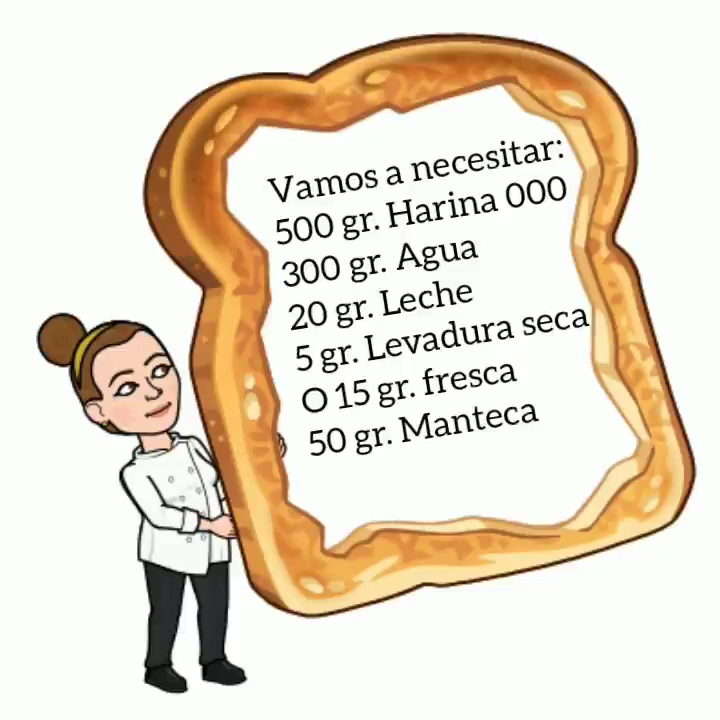 Vamos a necesitar:
500 gr. Harina 000
300 gr. Agua
20 gr. Leche
5 gr. Levadura seca
O 15 gr. fresca
50 gr. Manteca